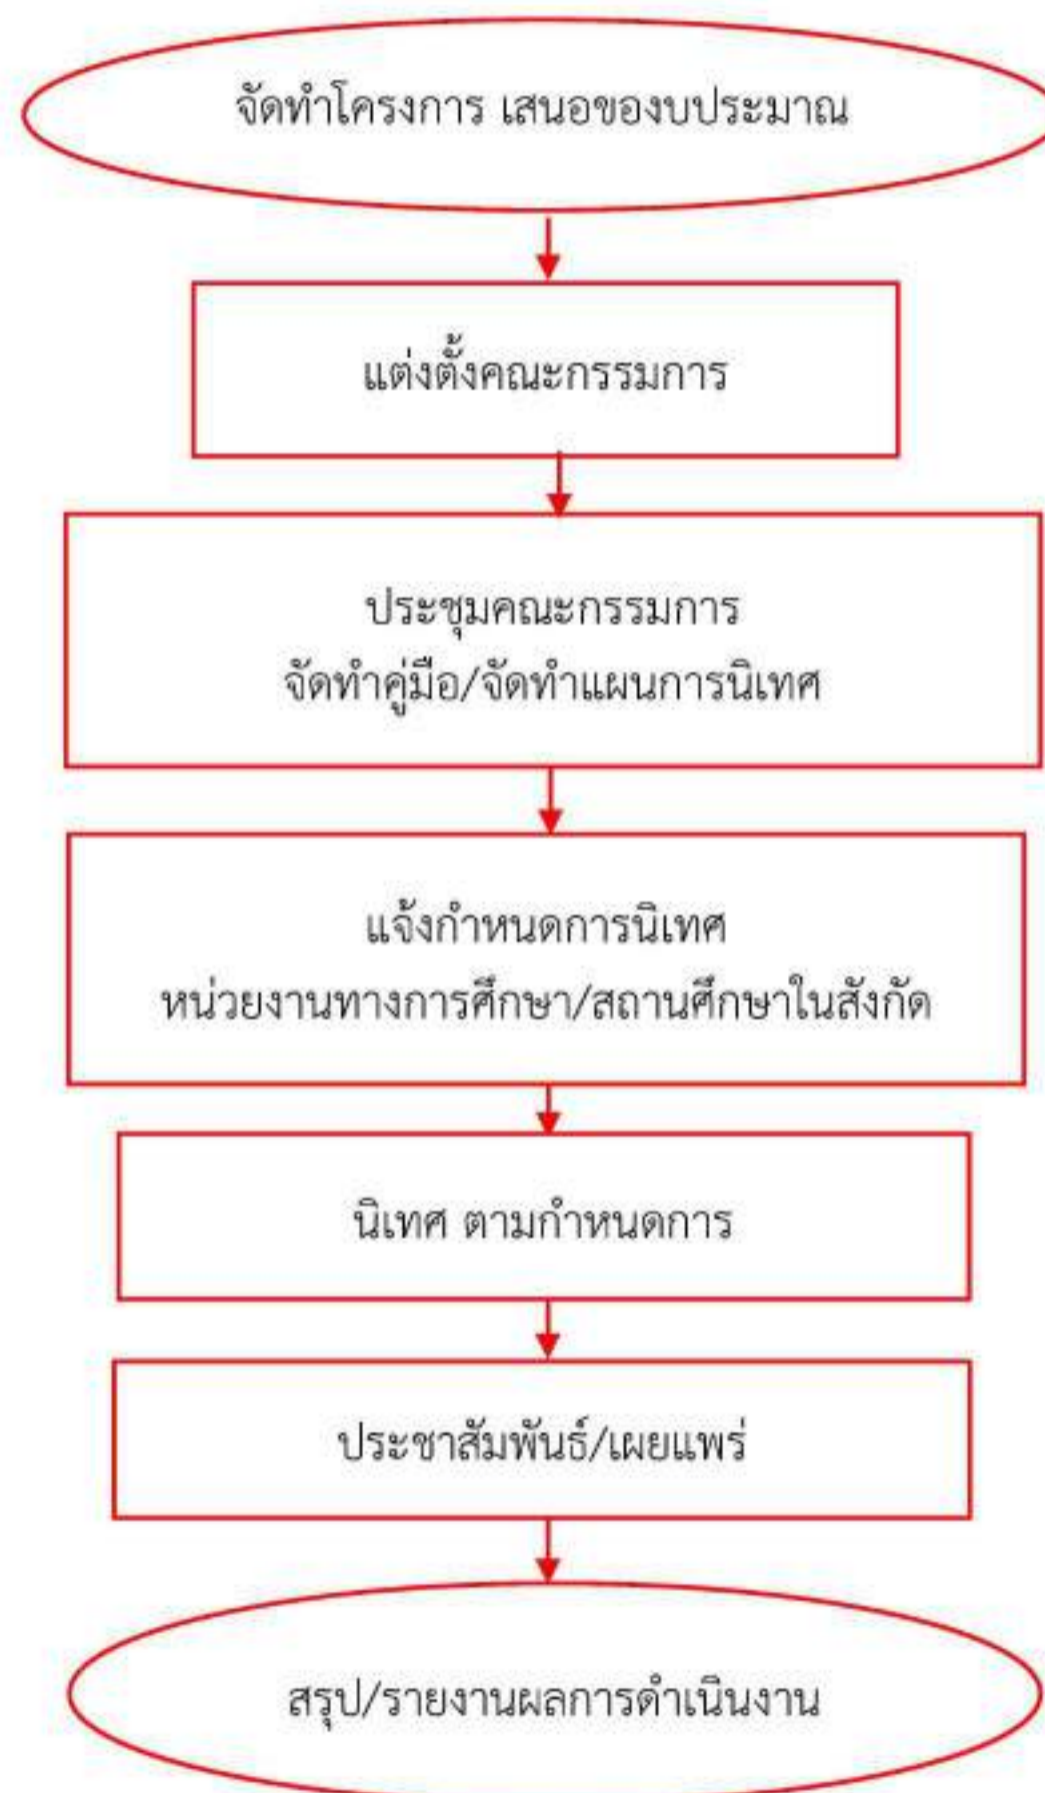 จัดทำโครงการ เสนอของบประมาณ
แต่งตั้งคณะกรรมการ
ประชุมคณะกรรมการ
จัดทำคู่มือ/จัดทำแผนการนิเทศ
แจ้งกำหนดการนิเทศ
หน่วยงานทางการศึกษา/สถานศึกษาในสังกัด
นิเทศ ตามกำหนดการ
ประชาสัมพันธ์/เผยแพร่
สรุป/รายงานผลการดำเนินงาน